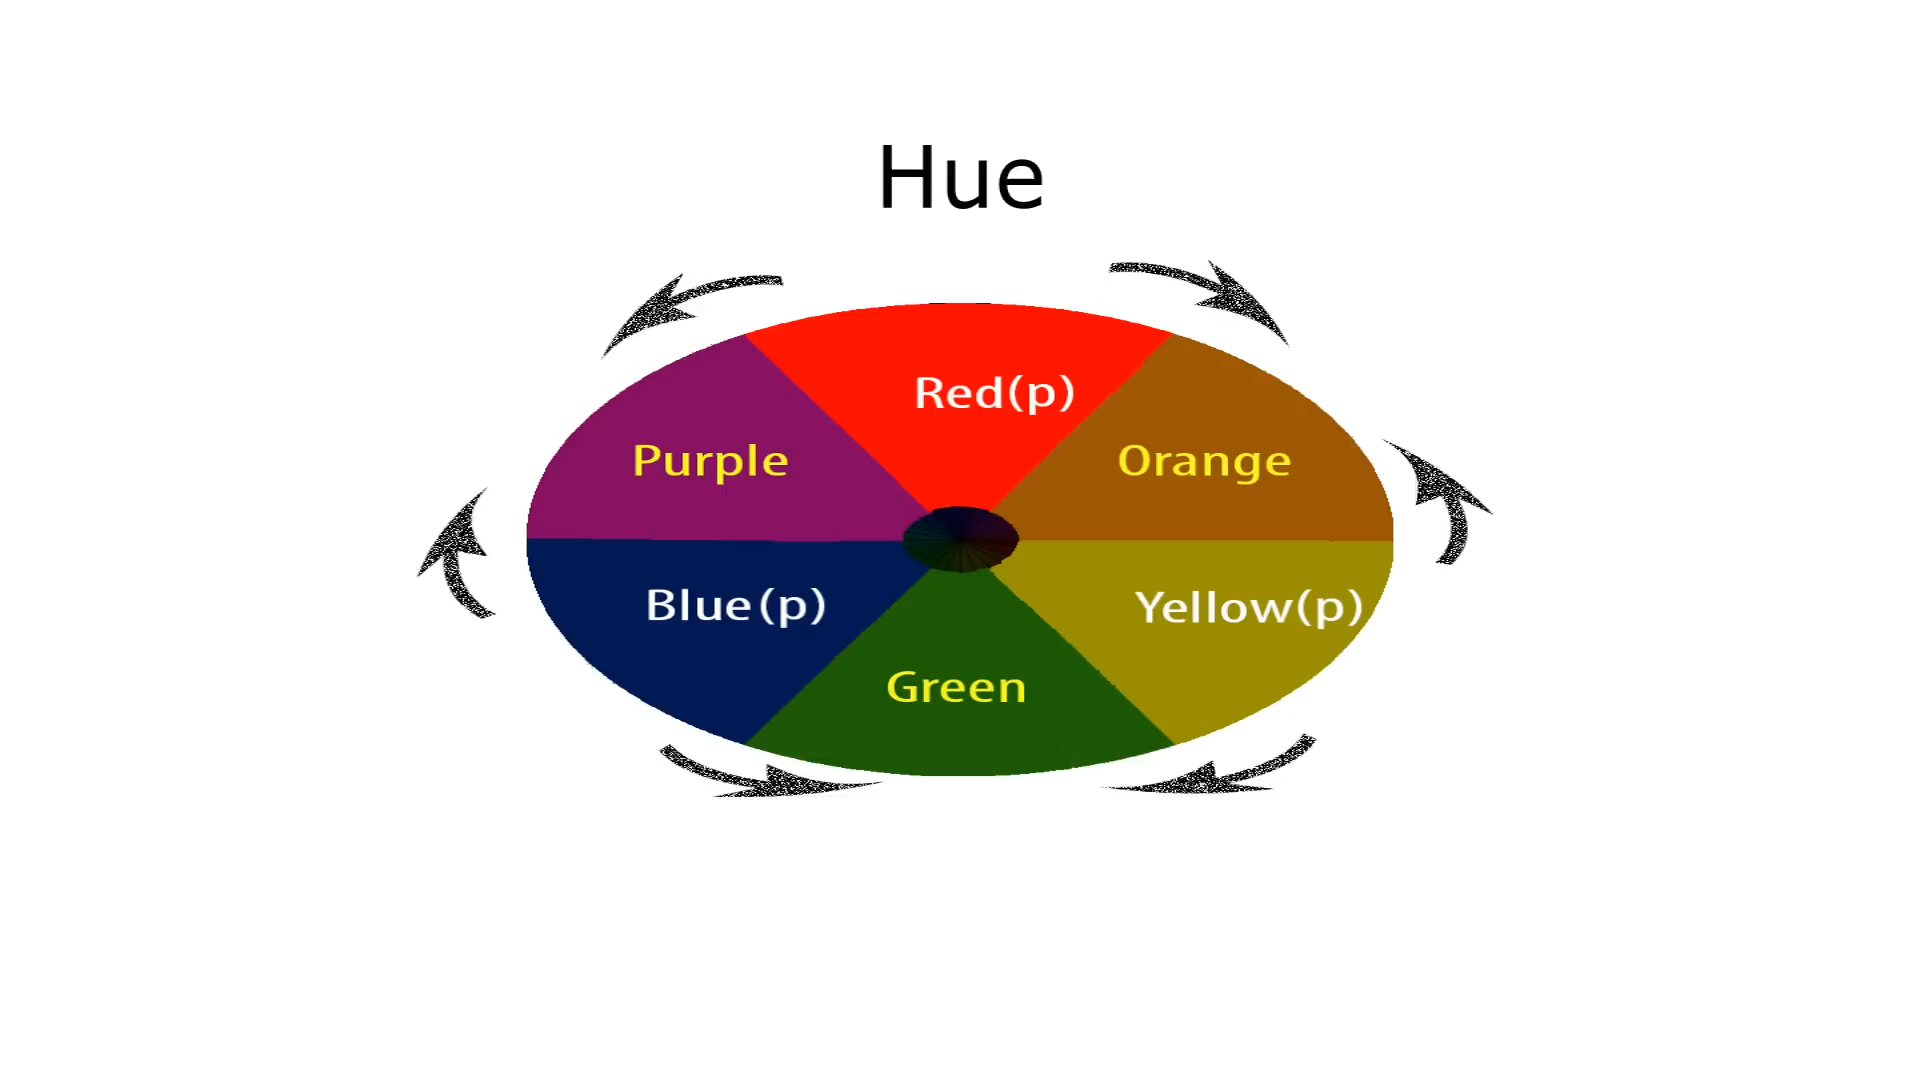 Hue
Red(p)
Purple
Orange
Blue(p)
Yellow(p)
Green